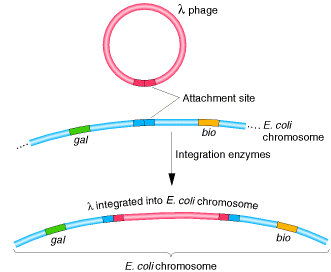 λ phage
Attachment site
.... E. coli
chromosome
....
gal
bio
Integration enzymes
λ integrated into E. coli chromosome
gal
bio
E. coli chromosome